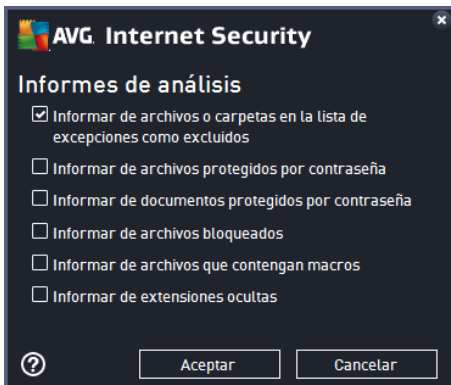 AVG. Internet Security
Informes de análisis
Informar de archivos o carpetas en la lista de
excepciones como excluidos
Informar de archivos protegidos por contraseña
Informar de documentos protegidos por contraseña
Informar de archivos bloqueados
Informar de archivos que contengan macros
Informar de extensiones ocultas
?
Aceptar
Cancelar